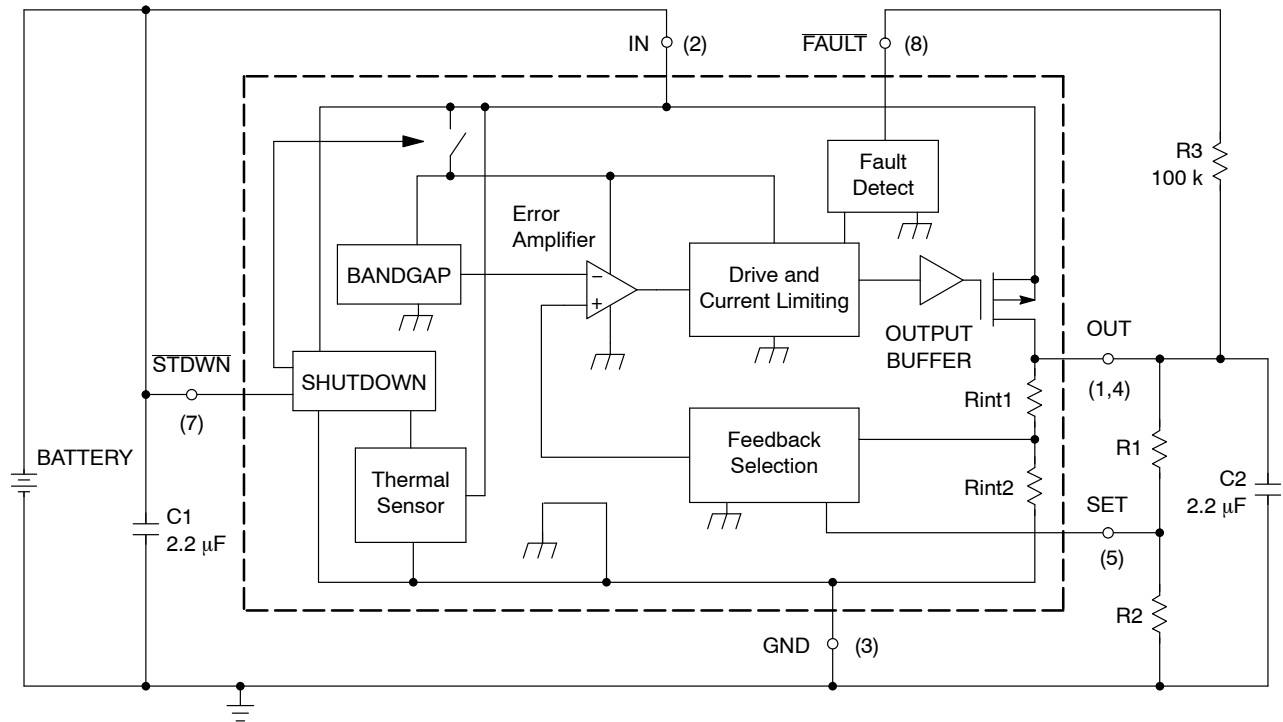 IN
(2)
FAULT
(8)
R3
100 k
Fault
Detect
Error
Amplifier
BANDGAP
−
+
Drive and
Current Limiting
OUTPUT
BUFFER
OUT
(1,4)
STDWN
(7)
SHUTDOWN
Rint1
Feedback
Selection
R1
BATTERY
Thermal
Sensor
Rint2
C2
2.2 μF
SET
(5)
C1
2.2 μF
R2
GND
(3)